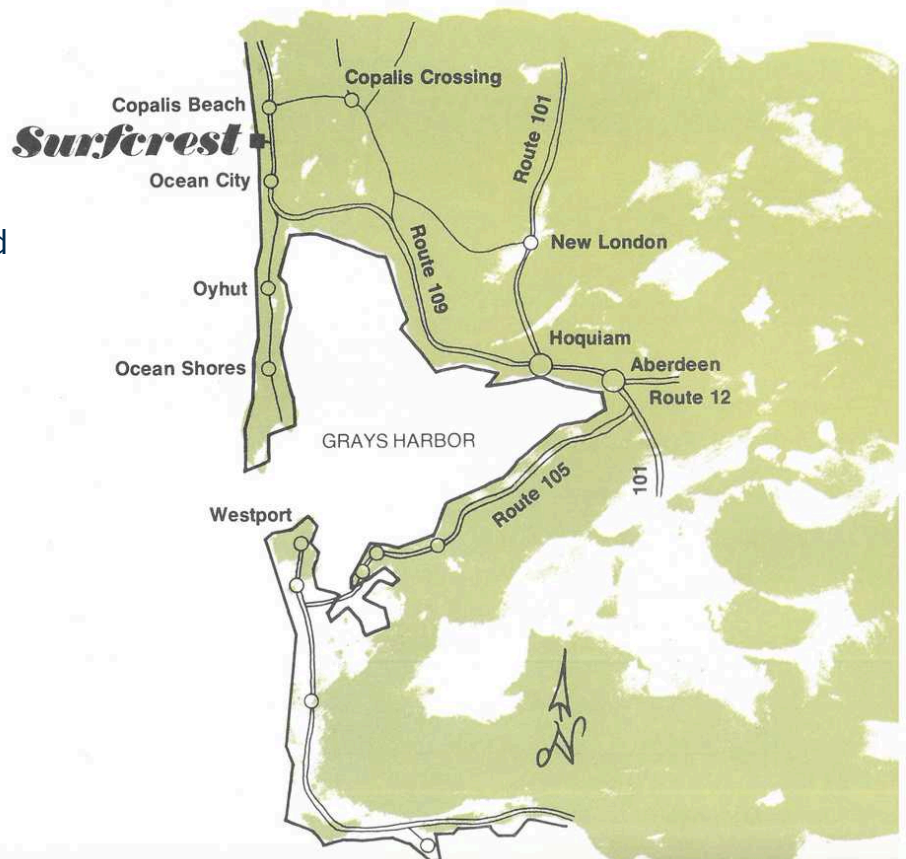 Copalis Crossing
Copalis Beach
Surfcrest
Ocean City
Route 101
d
New London
Route 109
Oyhut
Hoquiam
Ocean Shores
Aberdeen
Route 12
GRAYS HARBOR
101
Route 105
Westport
N